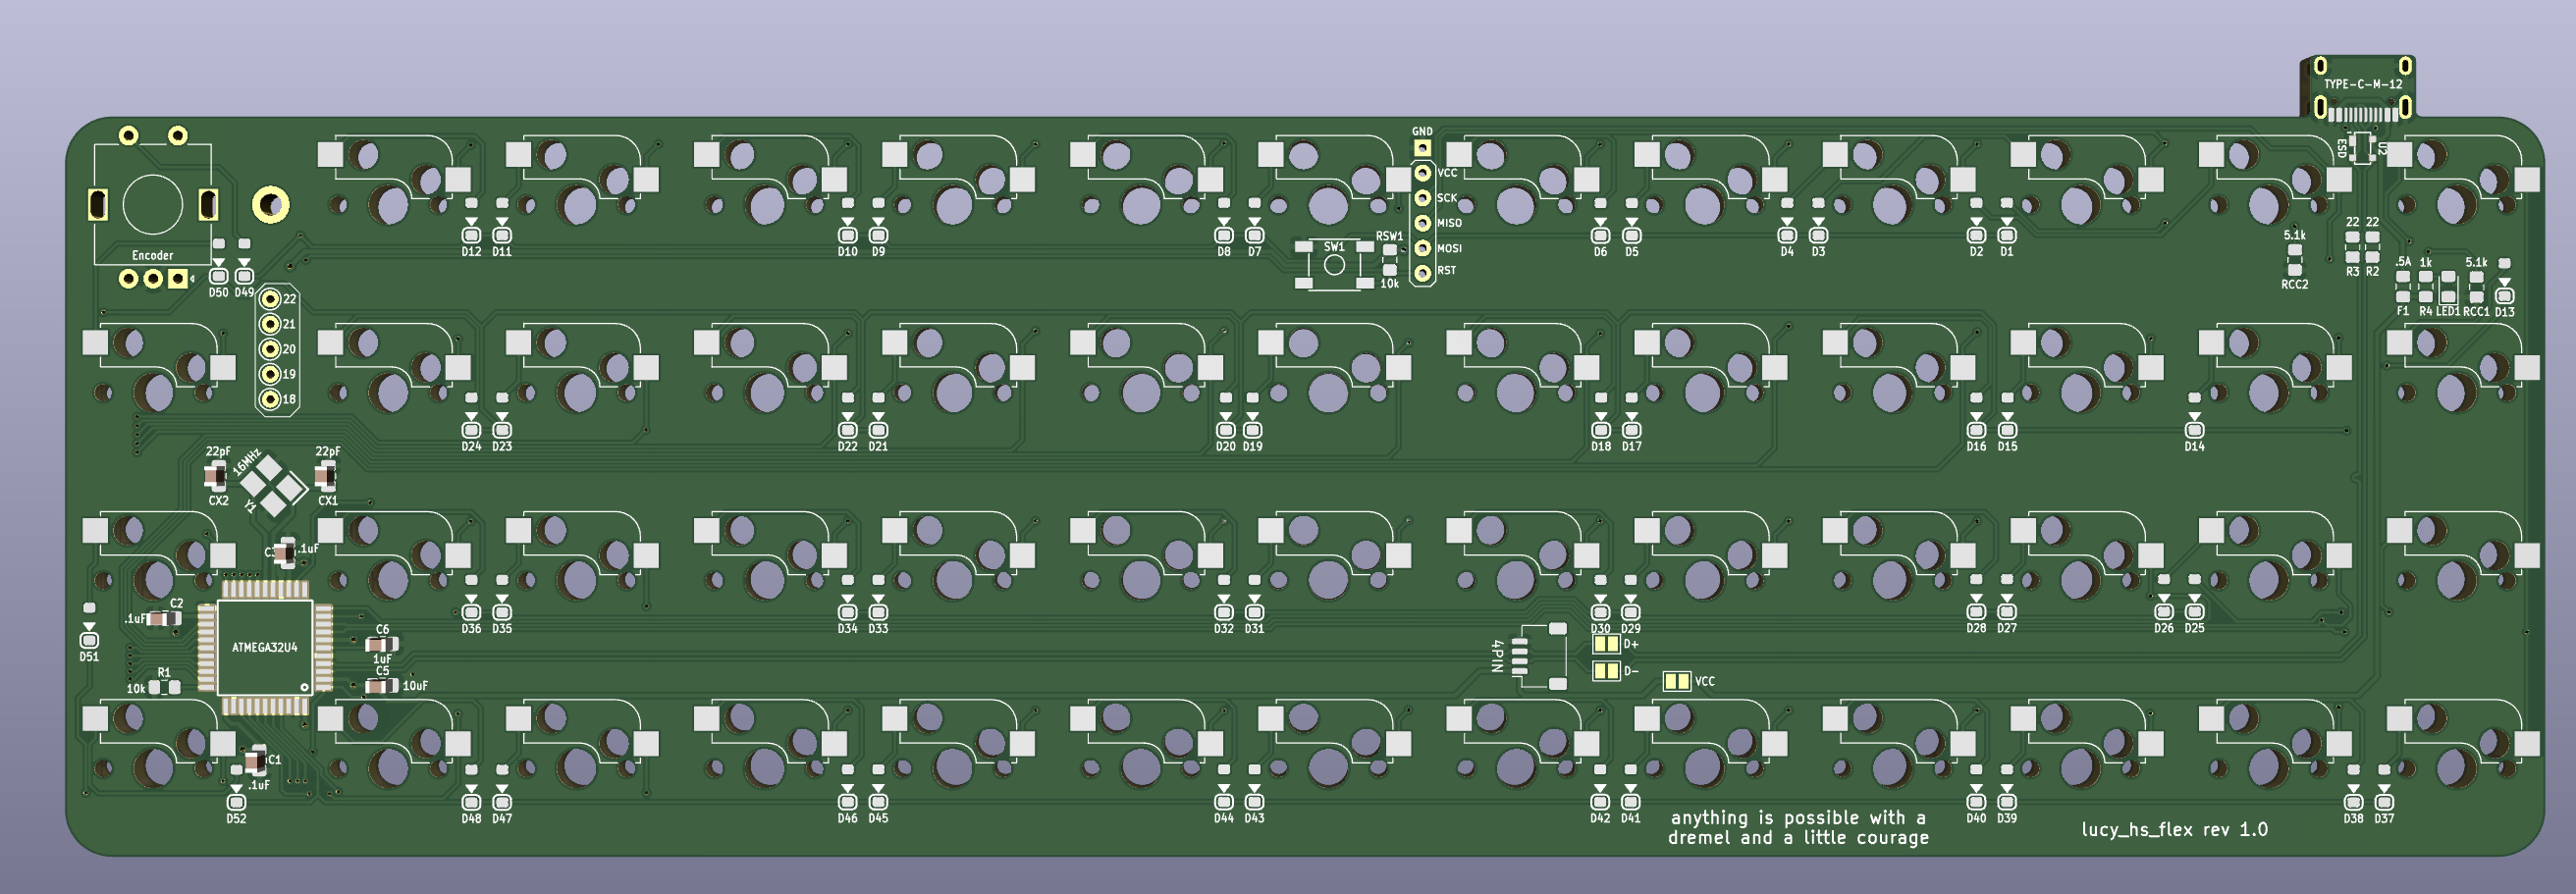 TYPE-C-M-12
GND
VCC
SCK
MISO
MOSI
RST
ESD
U2
Encoder
SW1
RSW1
10k
D12
D11
D10
D9
D8
D7
D6
D5
D4
D3
D2
D1
D50
D49
5.1k
RCC2
22
22
R3
R2
.5A
1k
5.1k
F1
R4
LED1
RCC1
D13
22
21
20
19
18
D24
D23
D22
D21
D20
D19
D18
D17
D16
D15
D14
22pF
16MHz
22pF
CX2
Y1
CX1
.1uF
C2
.1uF
ATMEGA32U4
R1
10k
C6
1uF
C5
10uF
D51
D36
D35
D34
D33
D32
D31
D30
D29
D28
D27
D26
D25
4PIN
D+
D-
VCC
C1
.1uF
D52
D48
D47
D46
D45
D44
D43
D42
D41
D40
D39
D38
D37
anything is possible with a
dremel and a little courage
lucy_hs_flex rev 1.0